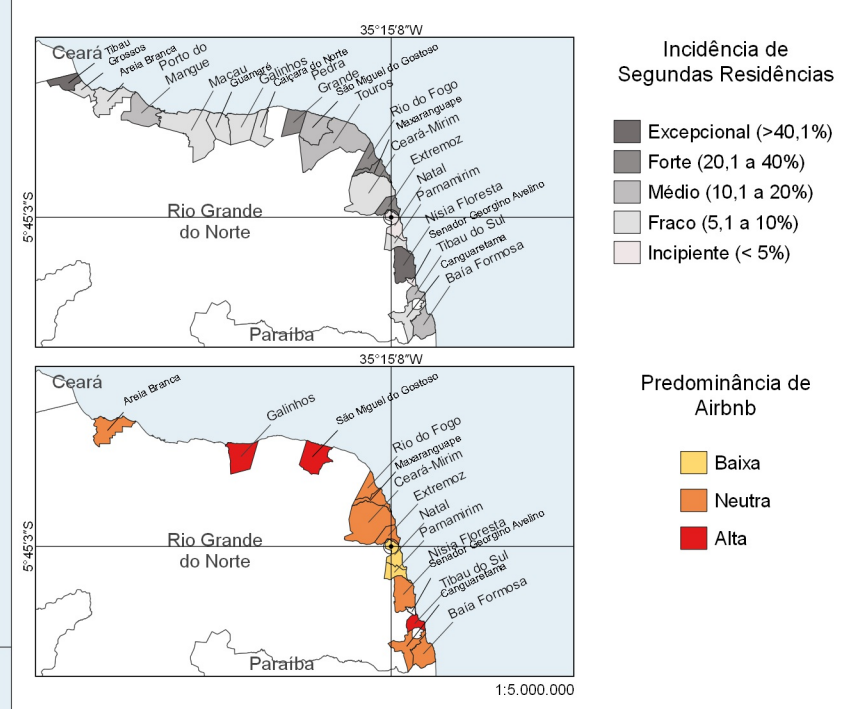 35°15'8"W
Ceará
Tibau
Grossos
Areia Branca
Porto do
Mangue
Macau
Guamaré
Galinhos
Caiçara do Norte
Pedra
Grande
São Miguel do Gostoso
Touros
Rio do Fogo
Maxaranguape
Ceará-Mirim
Extremoz
Natal
Parnamirim
Nísia Floresta
Senador Georgino Avelino
Tibau do Sul
Canguaretama
Baía Formosa
5°45'3"S
Rio Grande
do Norte
Paraíba
Incidência de
Segundas Residências
Excepcional (>40,1%)
Forte (20,1 a 40%)
Médio (10,1 a 20%)
Fraco (5,1 a 10%)
Incipiente (< 5%)
35°15'8"W
Ceará
Areia Branca
Galinhos
São Miguel do Gostoso
Rio do Fogo
Maxaranguape
Ceará-Mirim
Extremoz
Natal
Parnamirim
Nísia Floresta
Senador Georgino Avelino
Tibau do Sul
Canguaretama
Baía Formosa
5°45'3"S
Rio Grande
do Norte
Paraíba
Predominância de
Airbnb
Baixa
Neutra
Alta
1:5.000.000